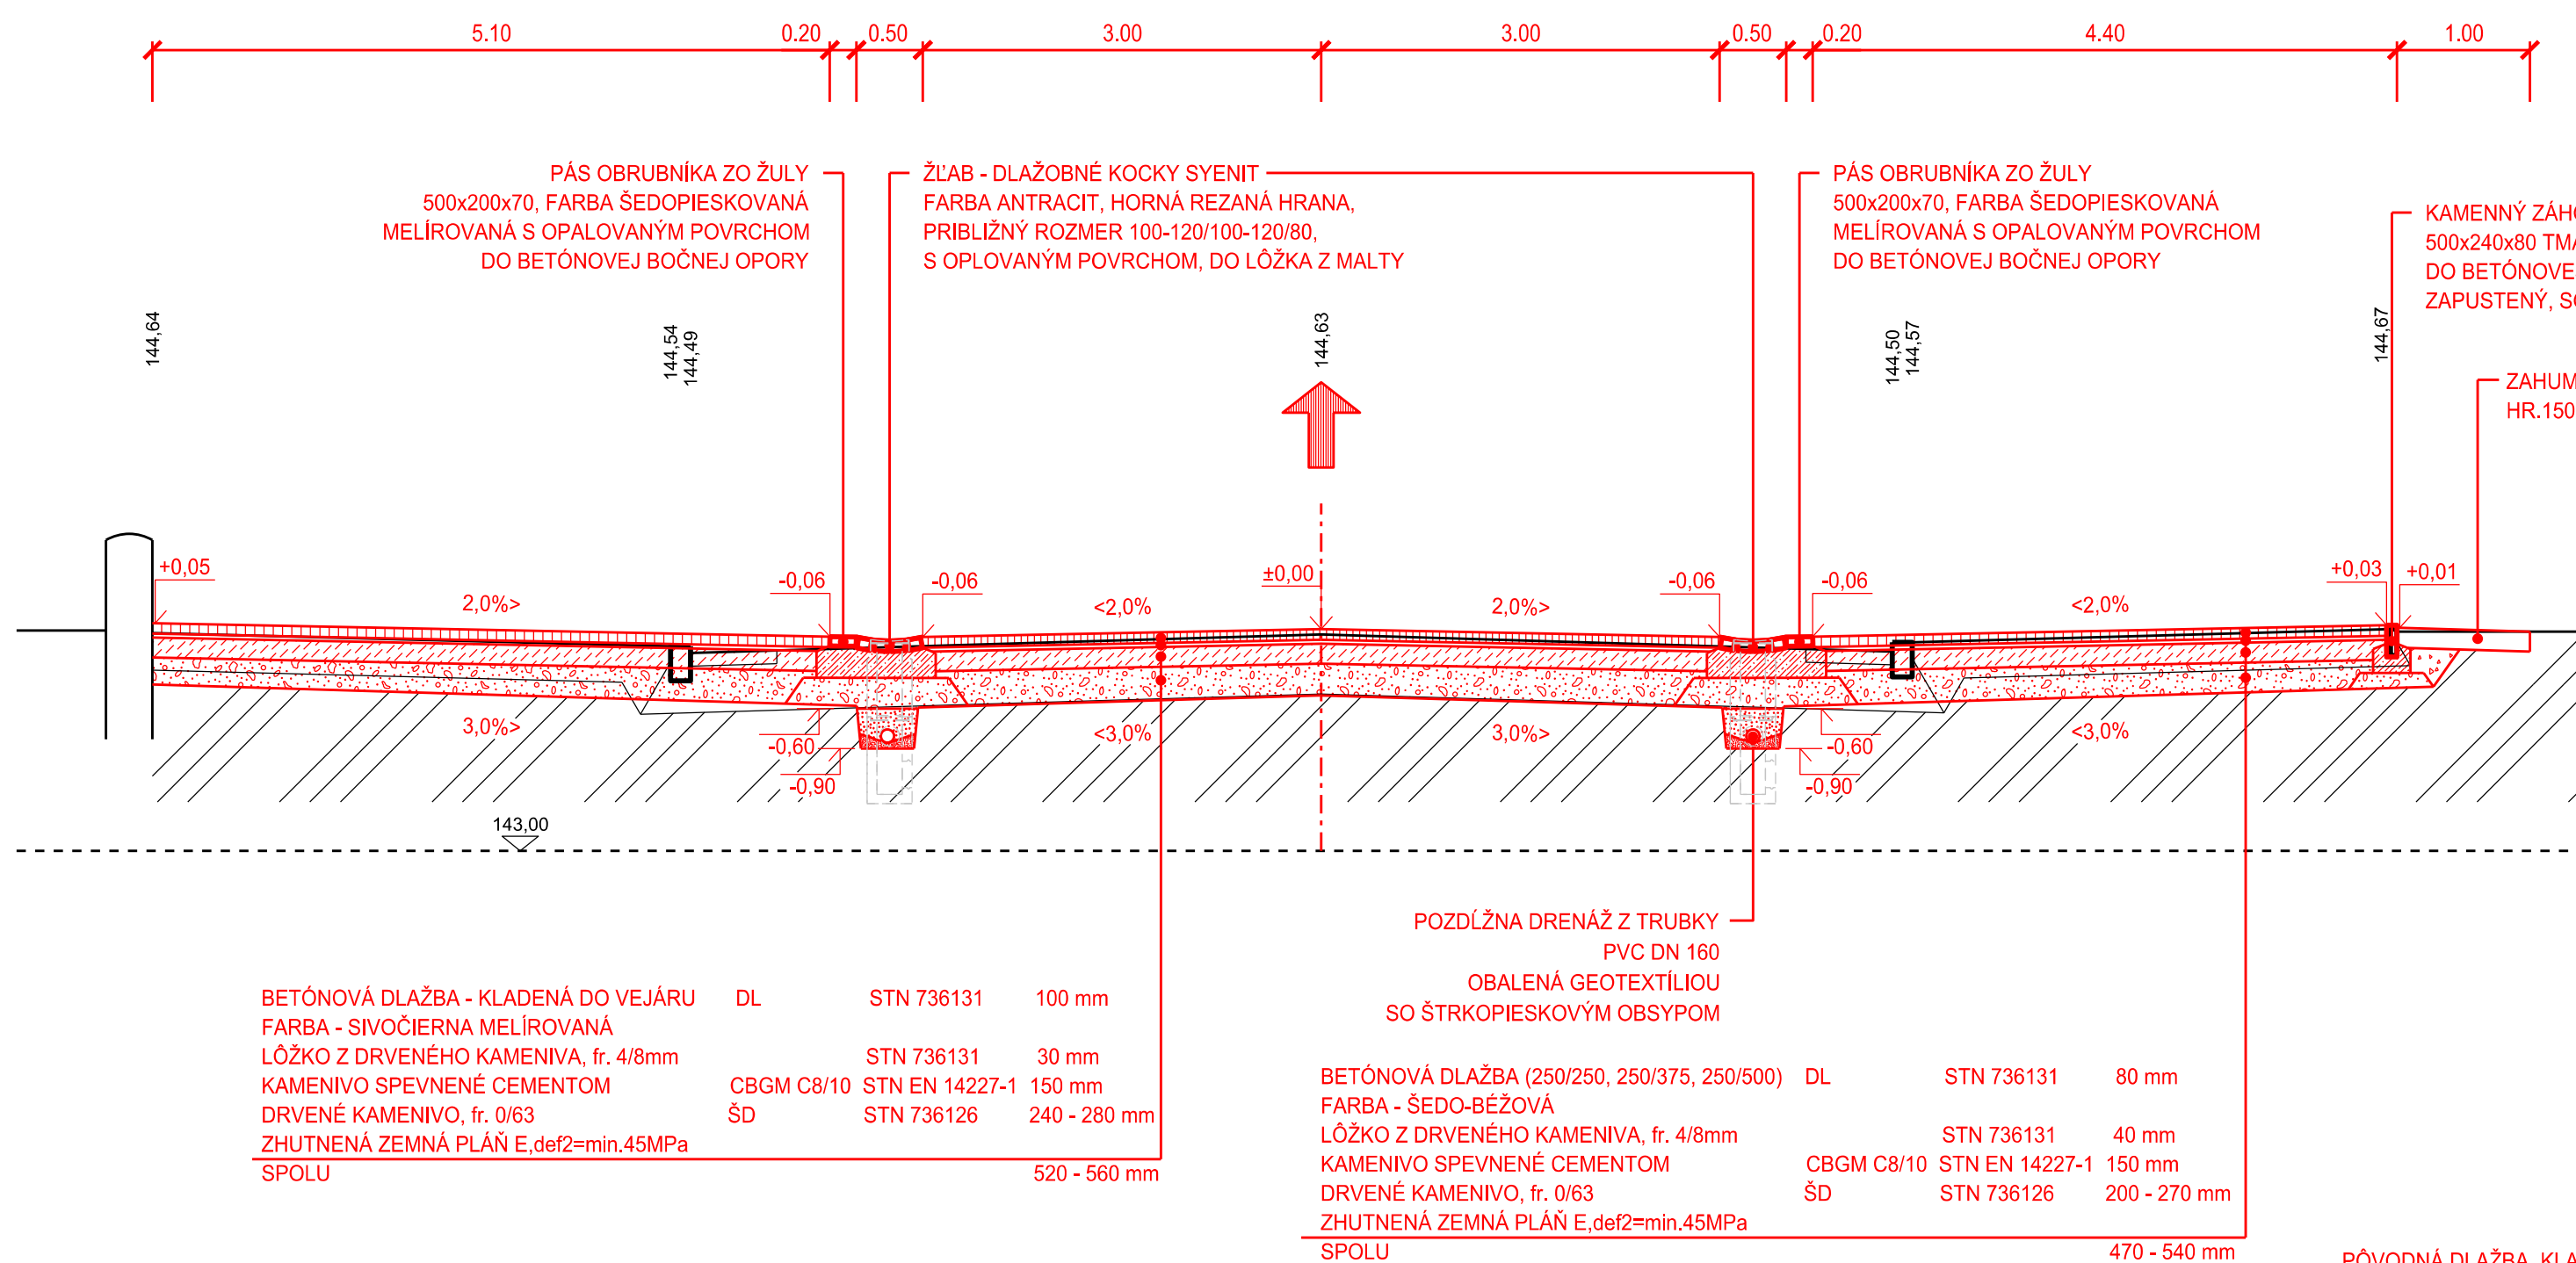 5.10 0.20 0.50 3.00 3.00 0.50 0.20 4.40 1.00
PÁS OBRUBNÍKA ZO ŽULY
500x200x70, FARBA ŠEDOPIESKOVANÁ
MELÍROVANÁ S OPALOVANÝM POVRCHOM
DO BETÓNOVEJ BOČNEJ OPORY
ŽĽAB - DLAŽOBNÉ KOCKY SYENIT
FARBA ANTRACIT, HORNÁ REZANÁ HRANA,
PRIBLIŽNÝ ROZMER 100-120/100-120/80,
S OPLOVANÝM POVRCHOM, DO LÔŽKA Z MALTY
PÁS OBRUBNÍKA ZO ŽULY
500x200x70, FARBA ŠEDOPIESKOVANÁ
MELÍROVANÁ S OPALOVANÝM POVRCHOM
DO BETÓNOVEJ BOČNEJ OPORY
KAMENNÝ
500x240x80
DO
ZAPUSTENÝ,
HR.150
144,64
144,54
144,49
144,63
144,50
144,57
144,67
+0,05 -0,06 -0,06 ±0,00 -0,06 -0,06 +0,03 +0,01
2,0%> <2,0% 2,0%> <2,0%
3,0%> <3,0% 3,0%> <3,0%
-0,60 -0,60
-0,90 -0,90
143,00
POZDĹŽNA DRENÁŽ Z TRUBKY
PVC DN 160
OBALENÁ GEOTEXTÍLIOU
SO ŠTRKOPIESKOVÝM OBSYPOM
BETÓNOVÁ DLAŽBA - KLADENÁ DO VEJÁRU DL STN 736131 100 mm
FARBA - SIVOČIERNA MELÍROVANÁ
LÔŽKO Z DRVENÉHO KAMENIVA, fr. 4/8mm STN 736131 30 mm
KAMENIVO SPEVNENÉ CEMENTOM CBGM C8/10 STN EN 14227-1 150 mm
DRVENÉ KAMENIVO, fr. 0/63 ŠD STN 736126 240 - 280 mm
ZHUTNENÁ ZEMNÁ PLÁŇ E,def2=min.45MPa
SPOLU 520 - 560 mm
BETÓNOVÁ DLAŽBA (250/250, 250/375, 250/500) DL STN 736131 80 mm
FARBA - ŠEDO-BÉŽOVÁ
LÔŽKO Z DRVENÉHO KAMENIVA, fr. 4/8mm STN 736131 40 mm
KAMENIVO SPEVNENÉ CEMENTOM CBGM C8/10 STN EN 14227-1 150 mm
DRVENÉ KAMENIVO, fr. 0/63 ŠD STN 736126 200 - 270 mm
ZHUTNENÁ ZEMNÁ PLÁŇ E,def2=min.45MPa
SPOLU 470 - 540 mm
PÔVODNÁ DLAŽBA,